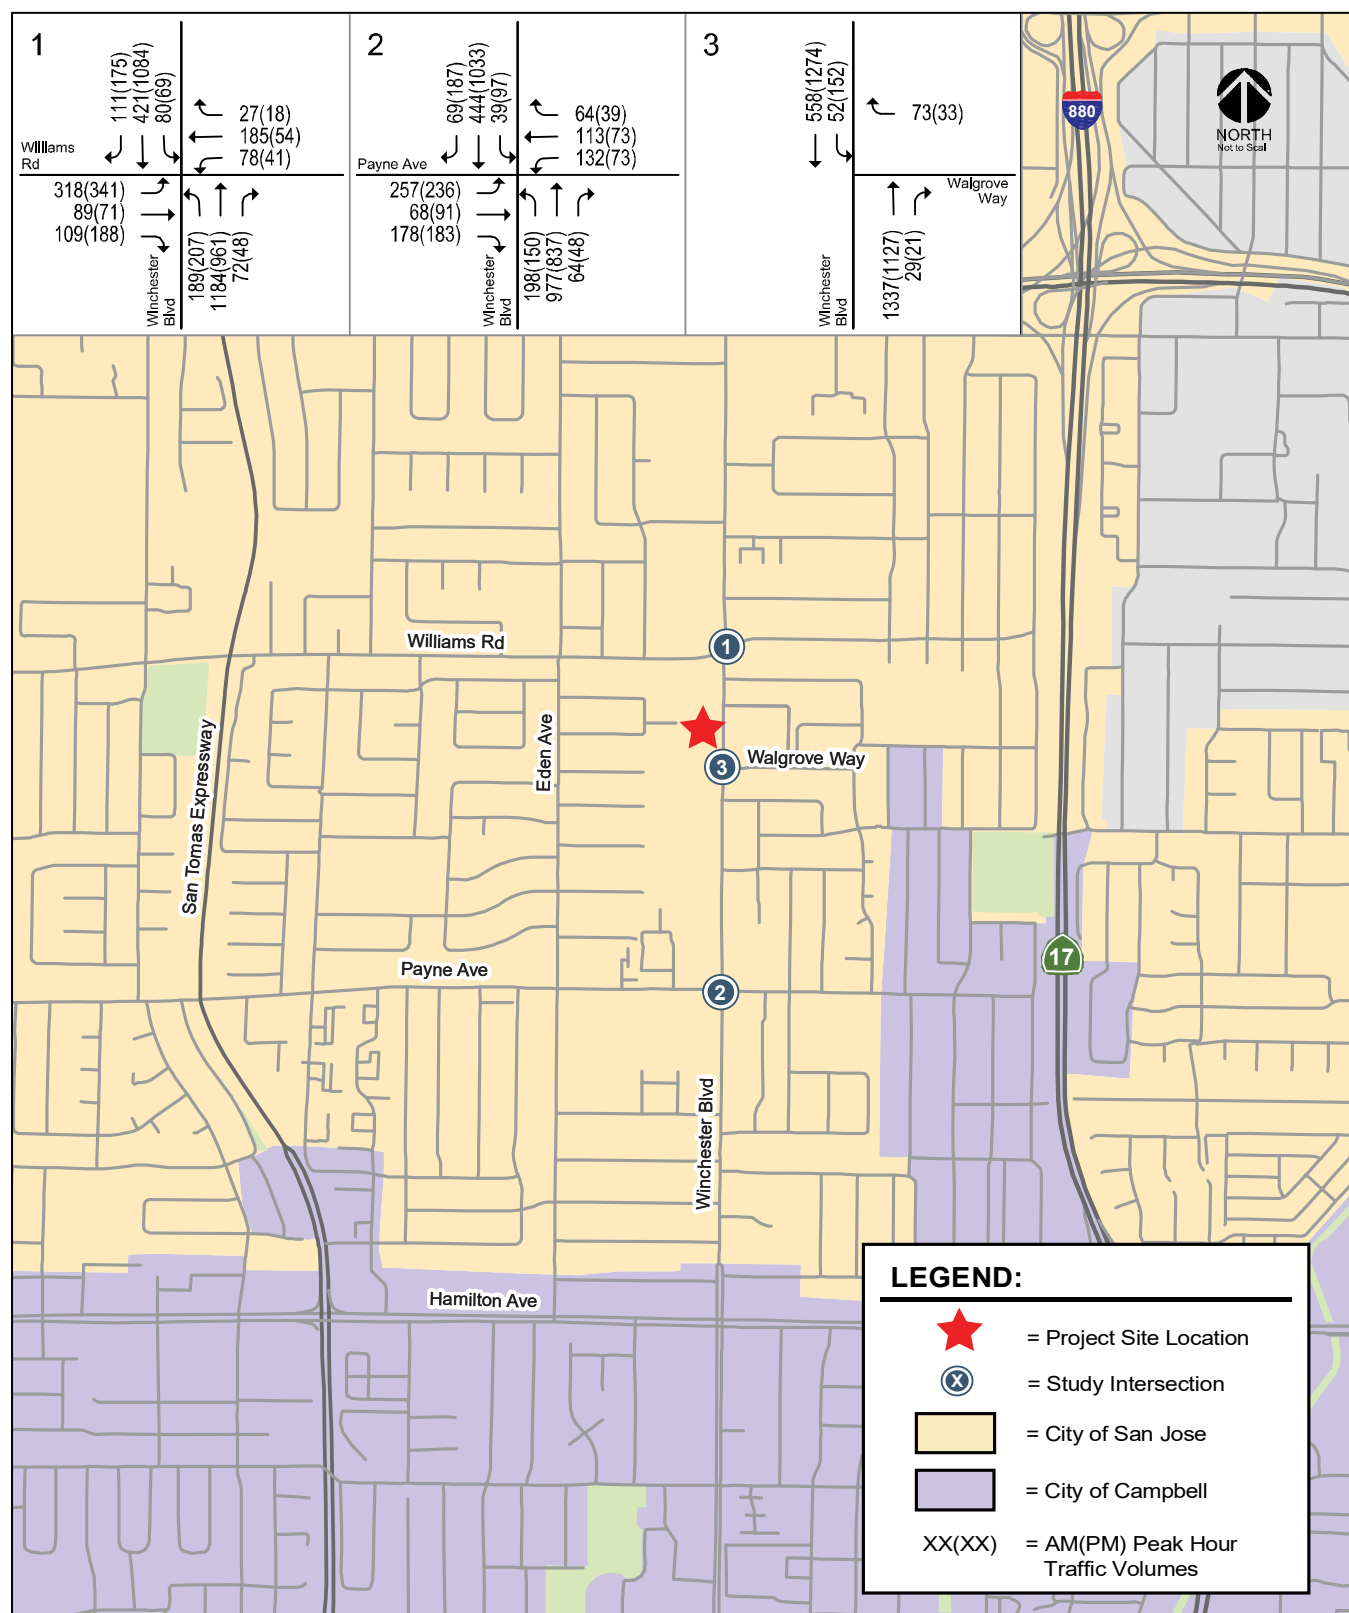 1
111(175)
421(1084)
80(69)
27(18)
185(54)
78(41)
Williams
Rd
318(341)
89(71)
109(188)
Winchester
Blvd
189(207)
1184(961)
72(48)
2
69(187)
444(1033)
39(97)
64(39)
113(73)
132(73)
Payne Ave
257(236)
68(91)
178(183)
Winchester
Blvd
198(150)
977(837)
64(48)
3
558(1274)
52(152)
73(33)
Walgrove
Way
Winchester
Blvd
1337(1127)
29(21)
880
NORTH
Not to Scal
Williams Rd
1
Eden Ave
3
Walgrove Way
San Tomas Expressway
Payne Ave
2
17
Winchester Blvd
Hamilton Ave
LEGEND:
= Project Site Location
X
= Study Intersection
= City of San Jose
= City of Campbell
XX(XX)
= AM(PM) Peak Hour
Traffic Volumes